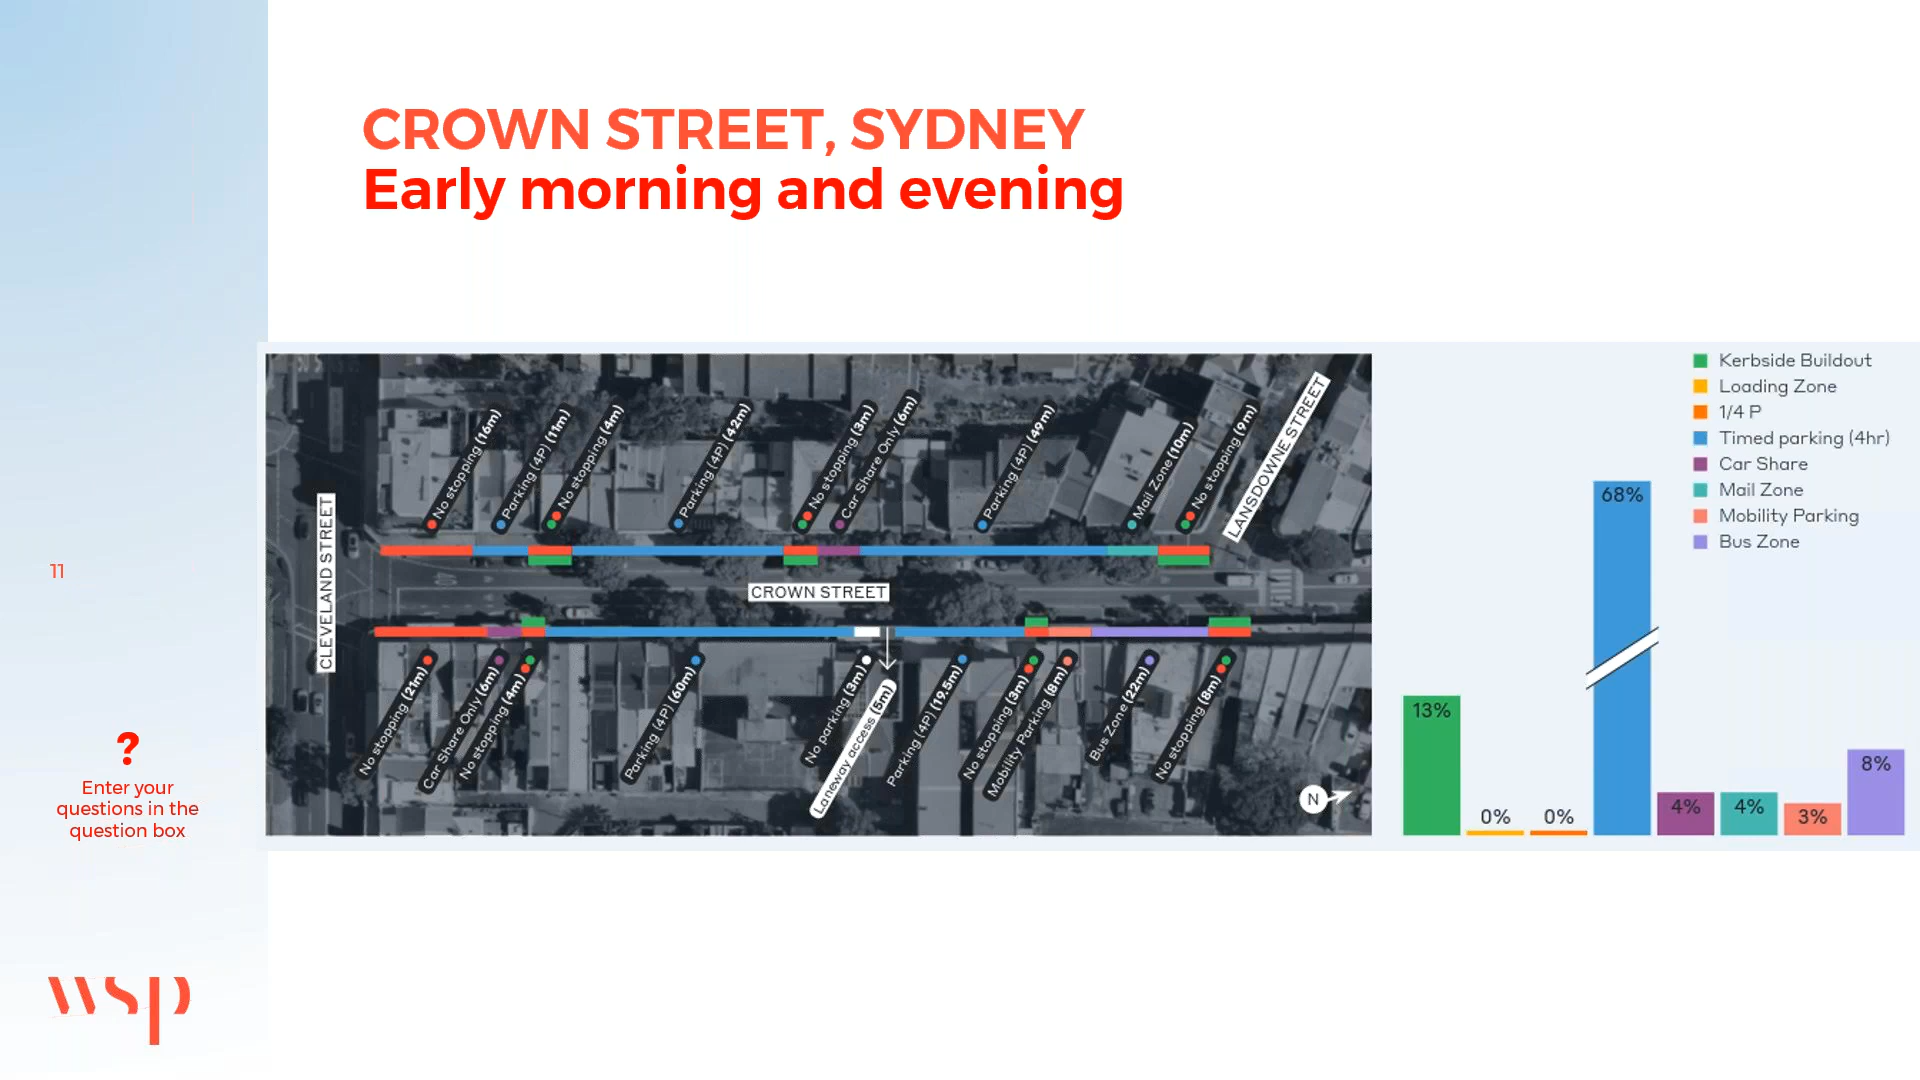 CROWN STREET, SYDNEY
Early morning and evening
No stopping (16m)
Parking (4P) (11m)
No stopping (4m)
Parking (4P) (42m)
No stopping (3m)
Car Share Only (6m)
Parking (4P) (49m)
Mail Zone (10m)
No stopping (9m)
LANSDOWNE STREET
CLEVELAND STREET
CROWN STREET
No stopping (21m)
Car Share Only (6m)
No stopping (4m)
Parking (4P) (60m)
No parking (3m)
Laneway access (5m)
Parking (4P) (19.5m)
No stopping (3m)
Mobility Parking (8m)
Bus Zone (22m)
No stopping (8m)
N
Kerbside Buildout
Loading Zone
1/4 P
Timed parking (4hr)
Car Share
Mail Zone
Mobility Parking
Bus Zone
13%
0%
0%
68%
4%
4%
3%
8%
11
?
Enter your
questions in the
question box
wsp